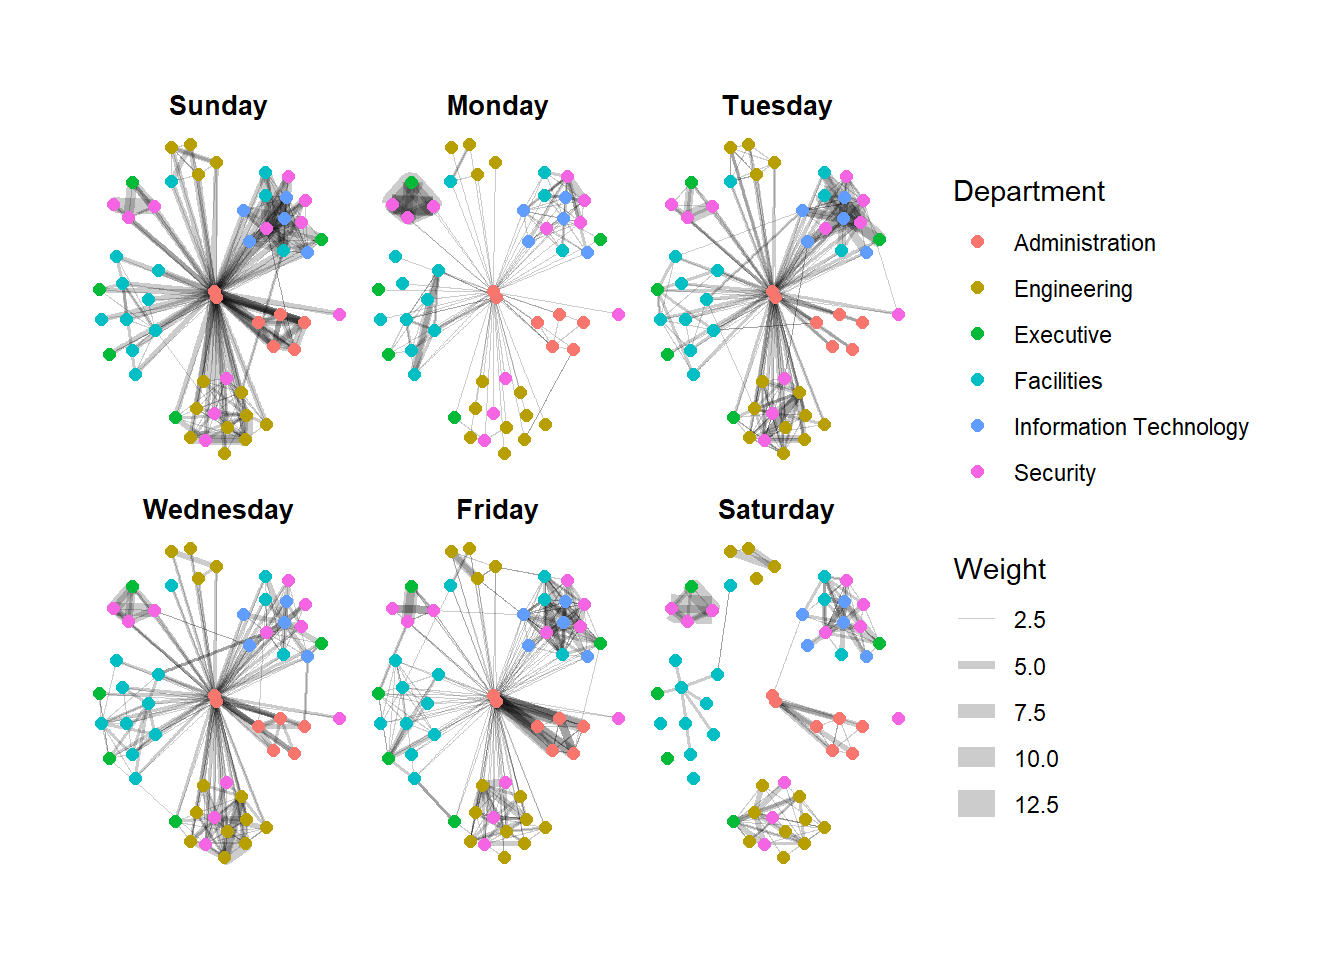 Sunday
Monday
Tuesday
Wednesday
Friday
Saturday
Department
Administration
Engineering
Executive
Facilities
Information Technology
Security
Weight
2.5
5.0
7.5
10.0
12.5